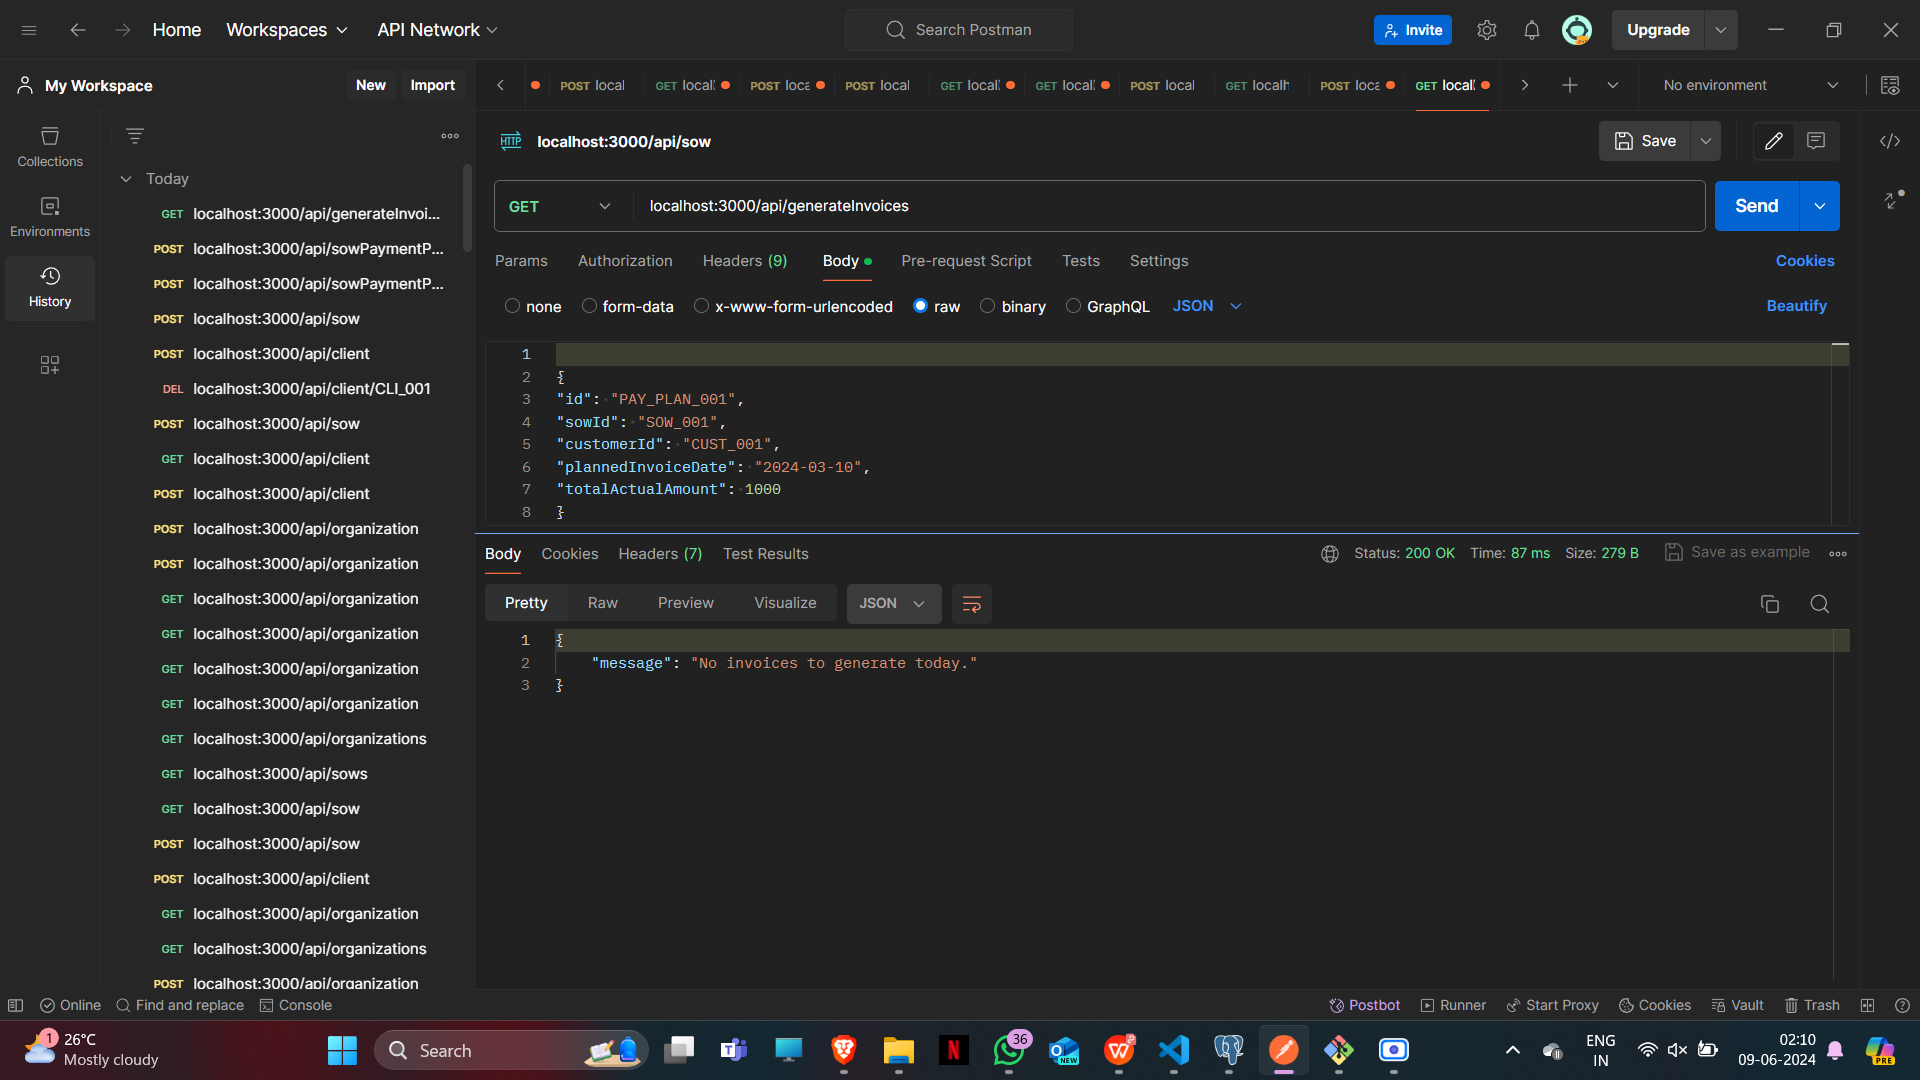 Home
Workspaces
API Network
Search Postman
Invite
Upgrade
My Workspace
New
Import
POST local
GET local
POST loca
POST local
GET local
GET local
POST local
GET localh
POST loca
GET local
No environment
Collections
Environments
History
Today
GET localhost:3000/api/generateInvoi...
POST localhost:3000/api/sowPaymentP...
POST localhost:3000/api/sowPaymentP...
POST localhost:3000/api/sow
POST localhost:3000/api/client
DEL localhost:3000/api/client/CLI_001
POST localhost:3000/api/sow
GET localhost:3000/api/client
POST localhost:3000/api/client
POST localhost:3000/api/organization
POST localhost:3000/api/organization
GET localhost:3000/api/organization
GET localhost:3000/api/organization
GET localhost:3000/api/organization
GET localhost:3000/api/organization
GET localhost:3000/api/organizations
GET localhost:3000/api/sows
GET localhost:3000/api/sow
POST localhost:3000/api/sow
POST localhost:3000/api/client
GET localhost:3000/api/organization
GET localhost:3000/api/organizations
POST localhost:3000/api/organization
HTTP localhost:3000/api/sow
Save
GET localhost:3000/api/generateInvoices
Send
Params Authorization Headers (9) Body Pre-request Script Tests Settings
Cookies
none form-data x-www-form-urlencoded raw binary GraphQL JSON
Beautify
1
2 {
3 "id": "PAY_PLAN_001",
4 "sowId": "SOW_001",
5 "customerId": "CUST_001",
6 "plannedInvoiceDate": "2024-03-10",
7 "totalActualAmount": 1000
8 }
Body Cookies Headers (7) Test Results
Status: 200 OK Time: 87 ms Size: 279 B
Save as example
Pretty Raw Preview Visualize JSON
1 {
2 "message": "No invoices to generate today."
3 }
Online
Find and replace
Console
Postbot
Runner
Start Proxy
Cookies
Vault
Trash
1
26°C
Mostly cloudy
Search
N
36
NEW
W
ENG
IN
02:10
09-06-2024
PRE